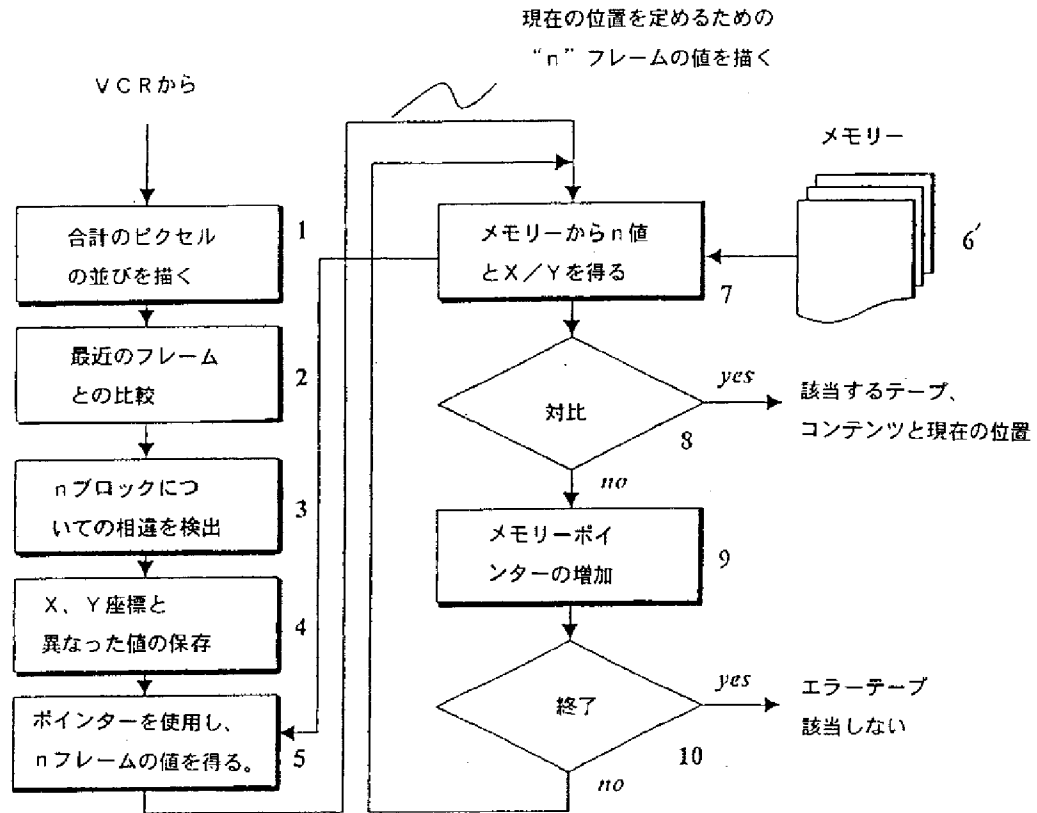 現在の位置を定めるための
“n”フレームの値を描く
VCRから
メモリー
合計のピクセル
の並びを描く
1
最近のフレーム
との比較
2
nブロックにつ
いての相違を検出
3
X、Y座標と
異なった値の保存
4
ポインターを使用し、
nフレームの値を得る。
5
メモリーからn値
とX/Yを得る
7
6′
対比
8
yes
該当するテープ、
コンテンツと現在の位置
no
メモリーポイ
ンターの増加
9
終了
10
yes
エラーテープ
該当しない
no